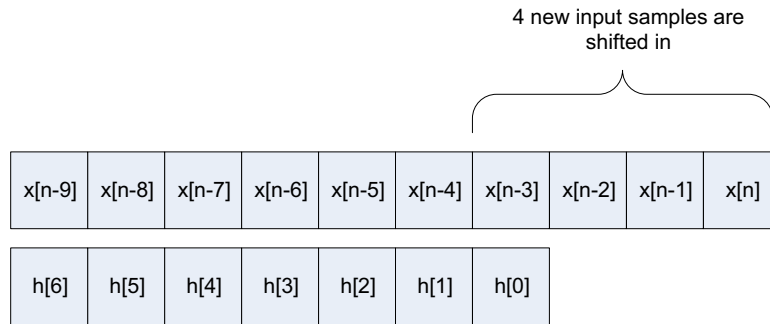 4 new input samples are
shifted in
x[n-9] x[n-8] x[n-7] x[n-6] x[n-5] x[n-4] x[n-3] x[n-2] x[n-1] x[n]
h[6] h[5] h[4] h[3] h[2] h[1] h[0]